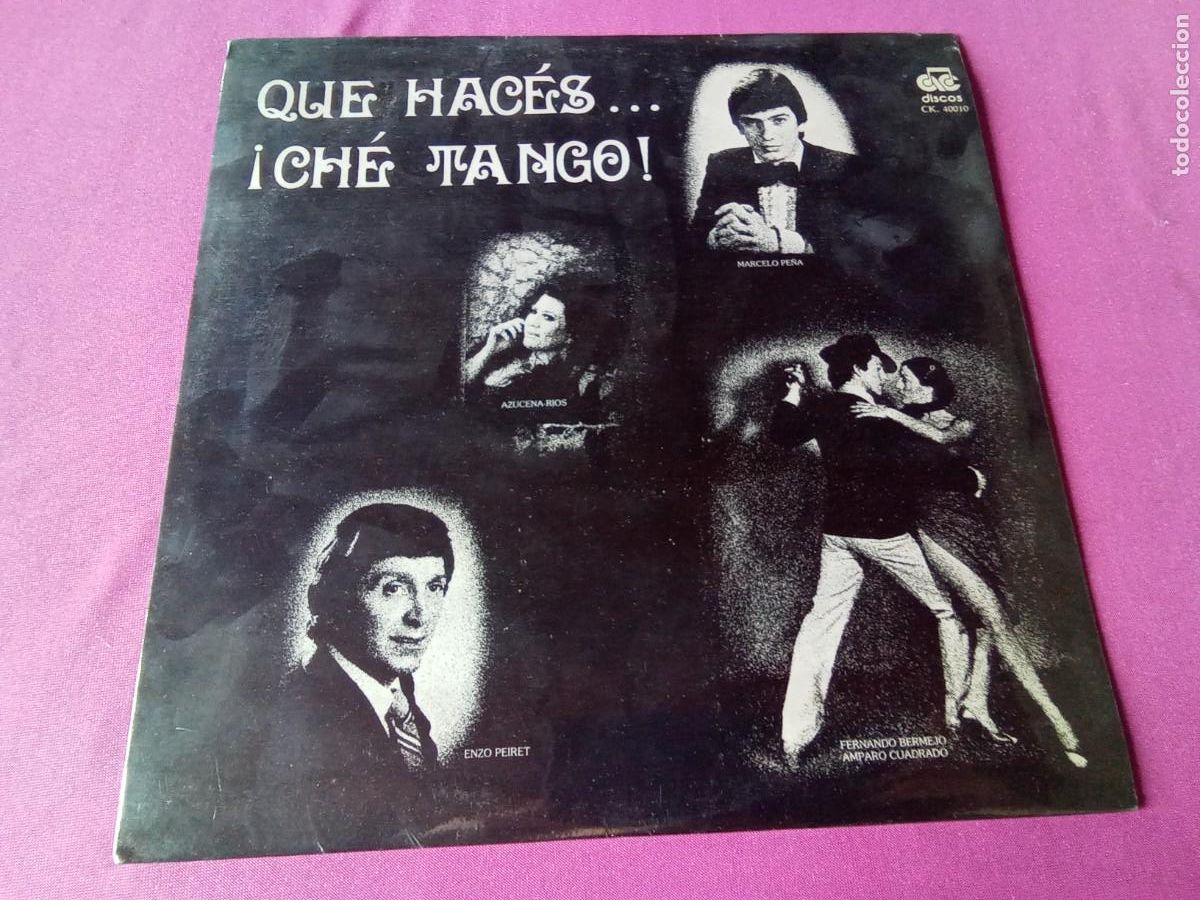 QUE HACÉS...
¡CHÉ TANGO!
discos
CK. 40010
MARCELO PEÑA
AZUCENA-RIOS
ENZO PEIRET
FERNANDO BERMEJO
AMPARO CUADRADO
todocoleccion